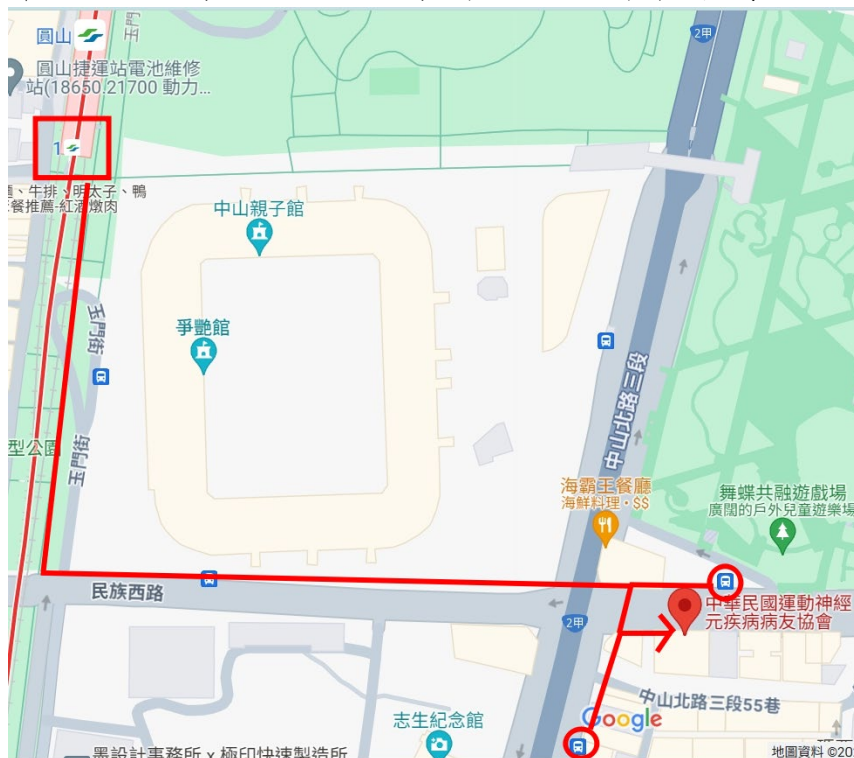 圓山
玉門
2甲
圓山捷運站電池維修
站(18650.21700 動力...
1
、牛排、明太子、鴨
餐推薦-紅酒燉肉
中山親子館
爭艷館
玉門街
中山北路三段
型公園
玉門街
海霸王餐廳
海鮮料理・$$
舞蝶共融遊戲場
廣闊的戶外兒童遊樂場
民族西路
中華民國運動神經
元疾病病友協會
2甲
中山北路三段55巷
Google
志生紀念館
墨設計事務所 x 極印快速製造所
地圖資料 ©20